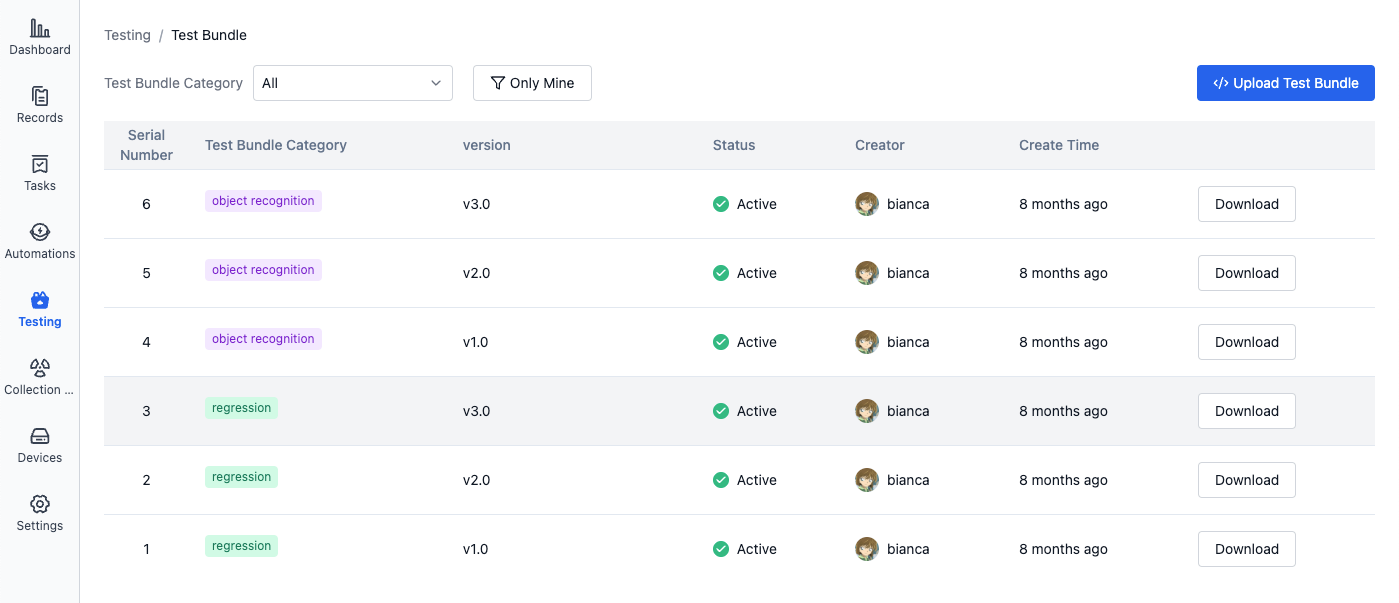 Dashboard
Records
Tasks
Automations
Testing
Collection ...
Devices
Settings
Testing / Test Bundle
Test Bundle Category All Only Mine Upload Test Bundle
Serial Number Test Bundle Category version Status Creator Create Time
6 object recognition v3.0 Active bianca 8 months ago Download
5 object recognition v2.0 Active bianca 8 months ago Download
4 object recognition v1.0 Active bianca 8 months ago Download
3 regression v3.0 Active bianca 8 months ago Download
2 regression v2.0 Active bianca 8 months ago Download
1 regression v1.0 Active bianca 8 months ago Download